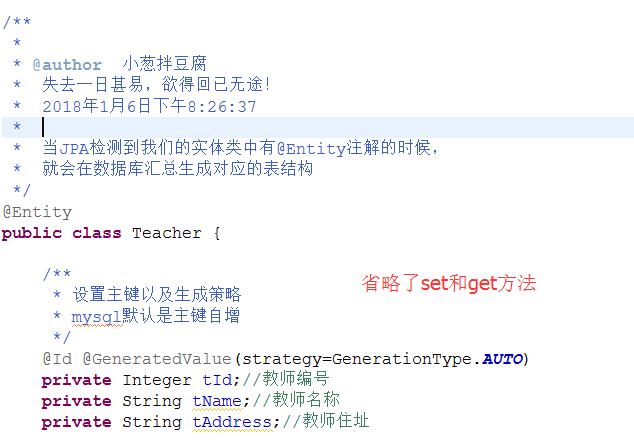 /**
 *
 * @author  小葱拌豆腐
 *  失去一日甚易，欲得回已无途！
 *  2018年1月6日下午8:26:37
 *
 *  当JPA检测到我们的实体类中有@Entity注解的时候，
 *  就会在数据库汇总生成对应的表结构
 */
@Entity
public class Teacher {
/**
省略了set和get方法
 * 设置主键以及生成策略
 * mysql默认是主键自增
 */
@Id @GeneratedValue(strategy=GenerationType.AUTO)
private Integer tId;//教师编号
private String tName;//教师名称
private String tAddress;//教师住址